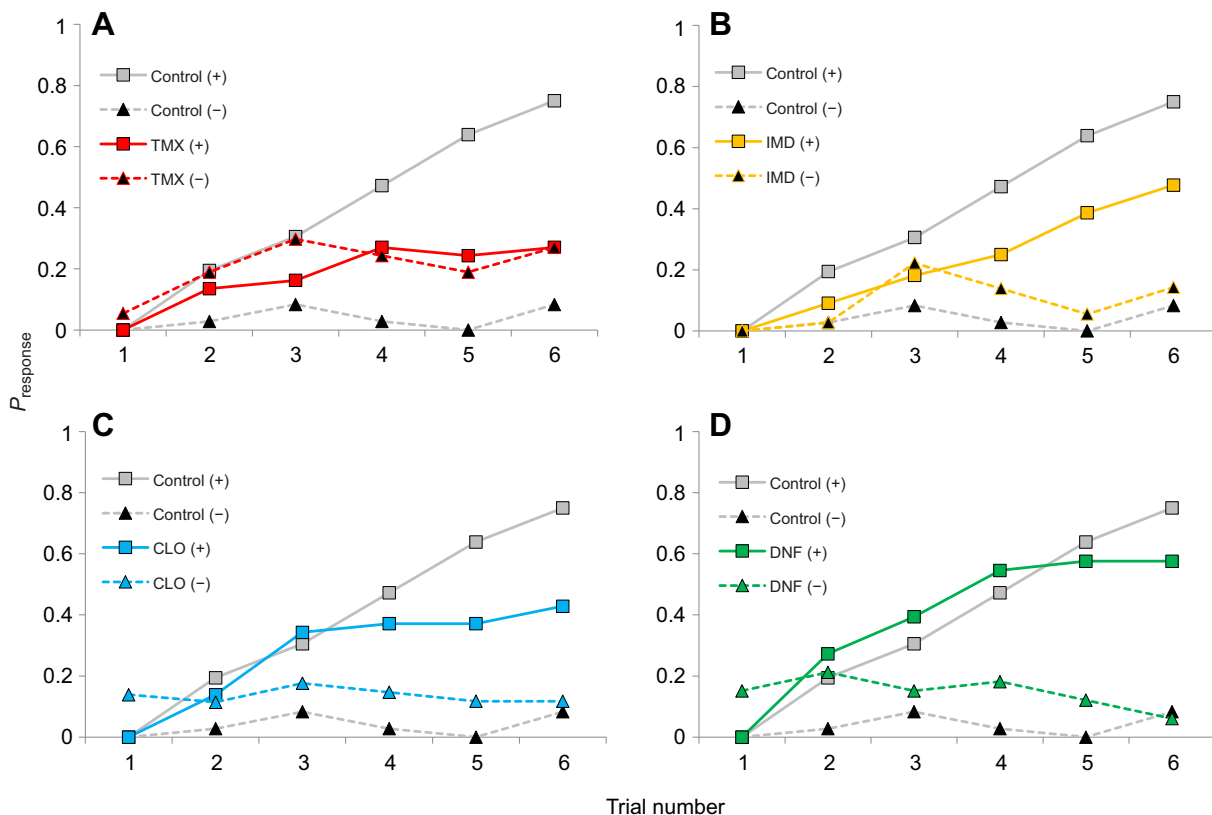 A
1
0.8
0.6
0.4
0.2
0
Control (+)
Control (−)
TMX (+)
TMX (−)
1 2 3 4 5 6
B
1
0.8
0.6
0.4
0.2
0
Control (+)
Control (−)
IMD (+)
IMD (−)
1 2 3 4 5 6
Presponse
C
1
0.8
0.6
0.4
0.2
0
Control (+)
Control (−)
CLO (+)
CLO (−)
1 2 3 4 5 6
D
1
0.8
0.6
0.4
0.2
0
Control (+)
Control (−)
DNF (+)
DNF (−)
1 2 3 4 5 6
Trial number